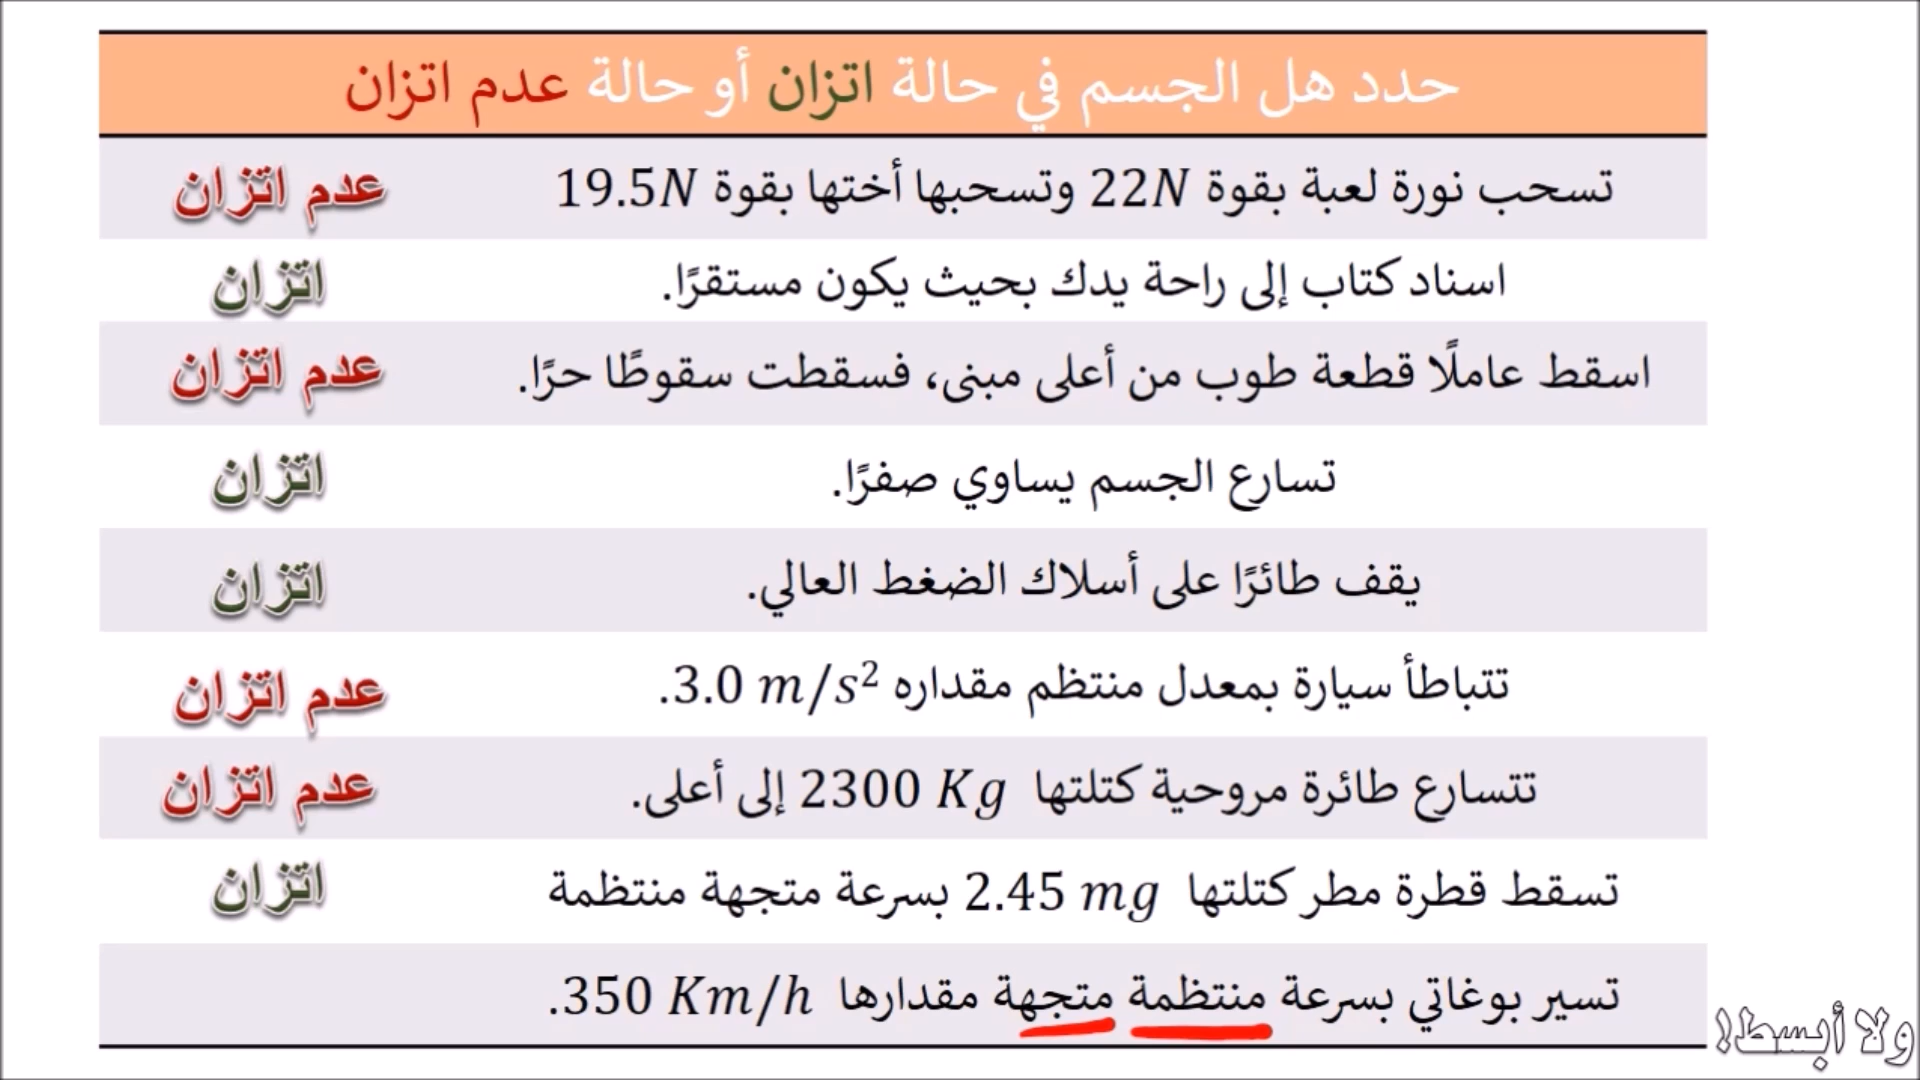 حدد هل الجسم في حالة اتزان أو حالة عدم اتزان
تسحب نورة لعبة بقوة 22N وتسحبها أختها بقوة 19.5N عدم اتزان
اسناد كتاب إلى راحة يدك بحيث يكون مستقرًا. اتزان
اسقط عاملًا قطعة طوب من أعلى مبنى، فسقطت سقوطًا حرًا. عدم اتزان
تسارع الجسم يساوي صفرًا. اتزان
يقف طائرًا على أسلاك الضغط العالي. اتزان
تتباطأ سيارة بمعدل منتظم مقداره 3.0 m/s². عدم اتزان
تتسارع طائرة مروحية كتلتها 2300 Kg إلى أعلى. عدم اتزان
تسقط قطرة مطر كتلتها 2.45 mg بسرعة متجهة منتظمة اتزان
تسير بوغاتي بسرعة منتظمة متجهة مقدارها 350 Km/h.
ولا أبسط!